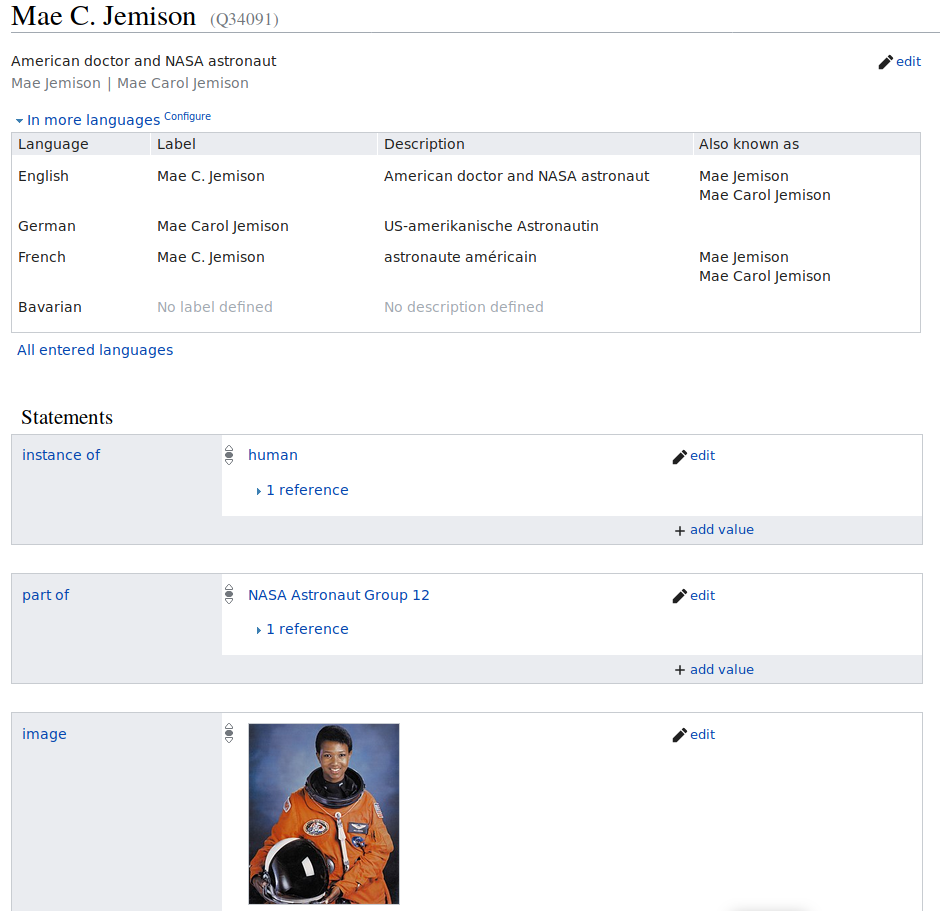 Mae C. Jemison (Q34091)
American doctor and NASA astronaut
edit
Mae Jemison | Mae Carol Jemison
In more languages Configure
Language Label Description Also known as
English Mae C. Jemison American doctor and NASA astronaut Mae Jemison
Mae Carol Jemison
German Mae Carol Jemison US-amerikanische Astronautin
French Mae C. Jemison astronaute américain Mae Jemison
Mae Carol Jemison
Bavarian No label defined No description defined
All entered languages
Statements
instance of human edit
1 reference
+ add value
part of NASA Astronaut Group 12 edit
1 reference
+ add value
image edit